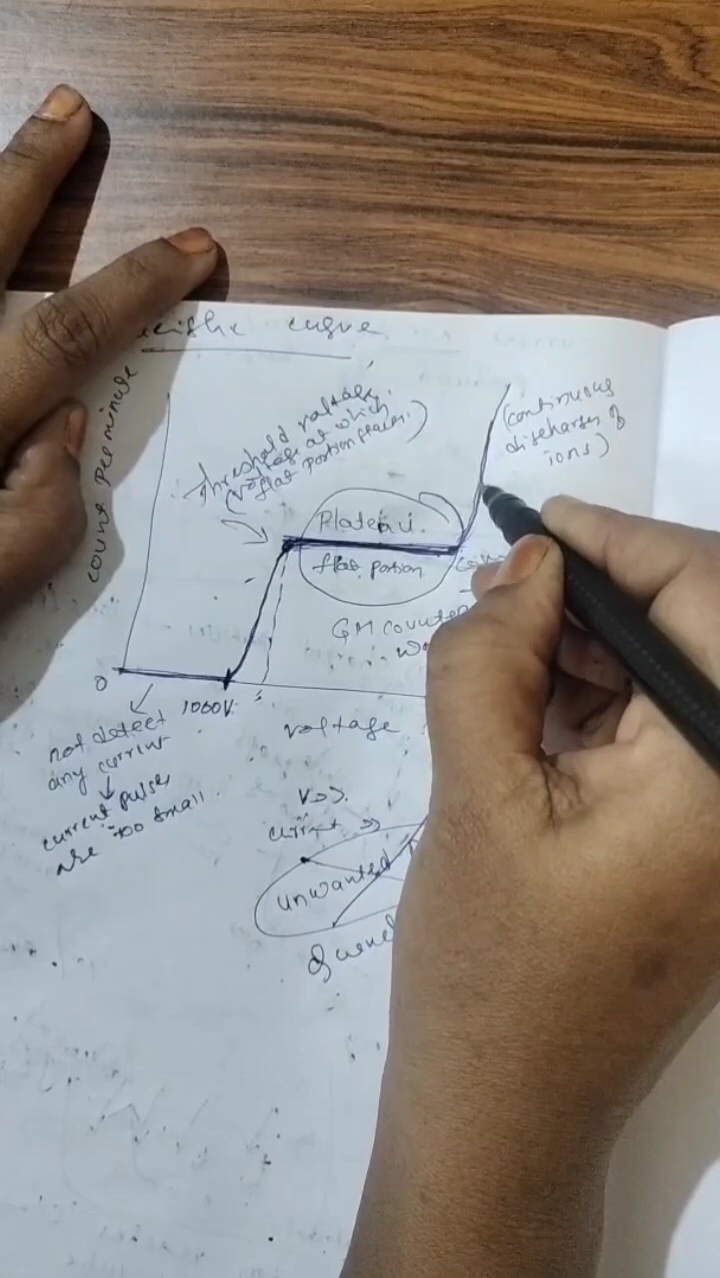 curve
count per minute
Threshold voltage
(voltage at which
flat portion starts.)
(continuous
discharges of
ions)
Plateau.
flat portion
GM counter
0
1000V.
voltage
not detect
any current
current pulses
are too small.
current
unwanted